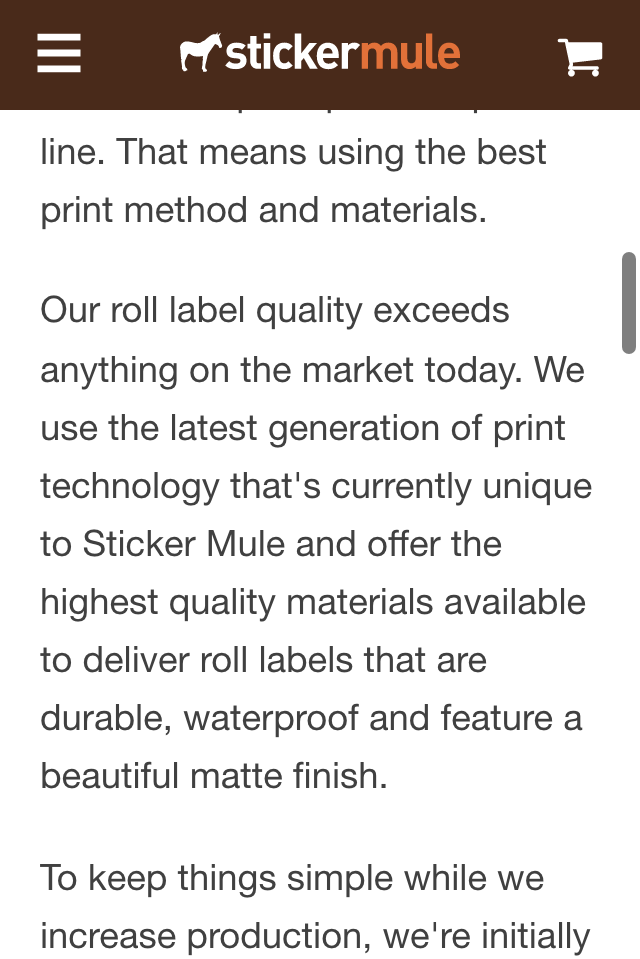 stickermule
line. That means using the best
print method and materials.
Our roll label quality exceeds
anything on the market today. We
use the latest generation of print
technology that's currently unique
to Sticker Mule and offer the
highest quality materials available
to deliver roll labels that are
durable, waterproof and feature a
beautiful matte finish.
To keep things simple while we
increase production, we're initially